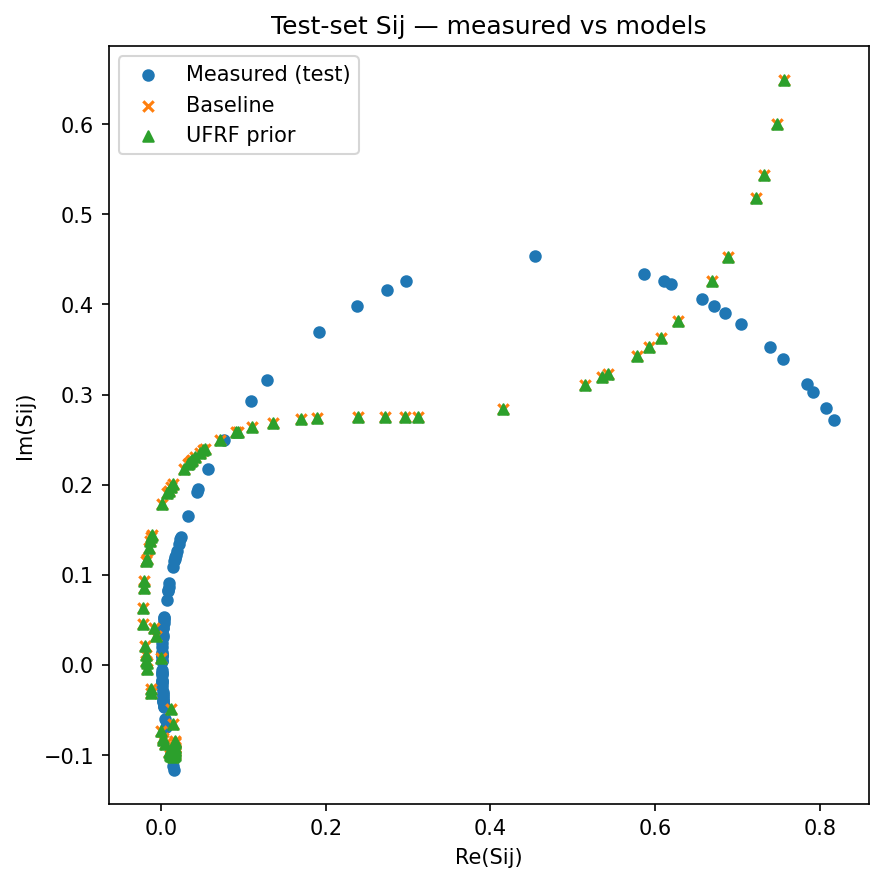 Test-set Sij — measured vs models
Measured (test)
Baseline
UFRF prior
Im(Sij)
0.6
0.5
0.4
0.3
0.2
0.1
0.0
−0.1
0.0 0.2 0.4 0.6 0.8
Re(Sij)